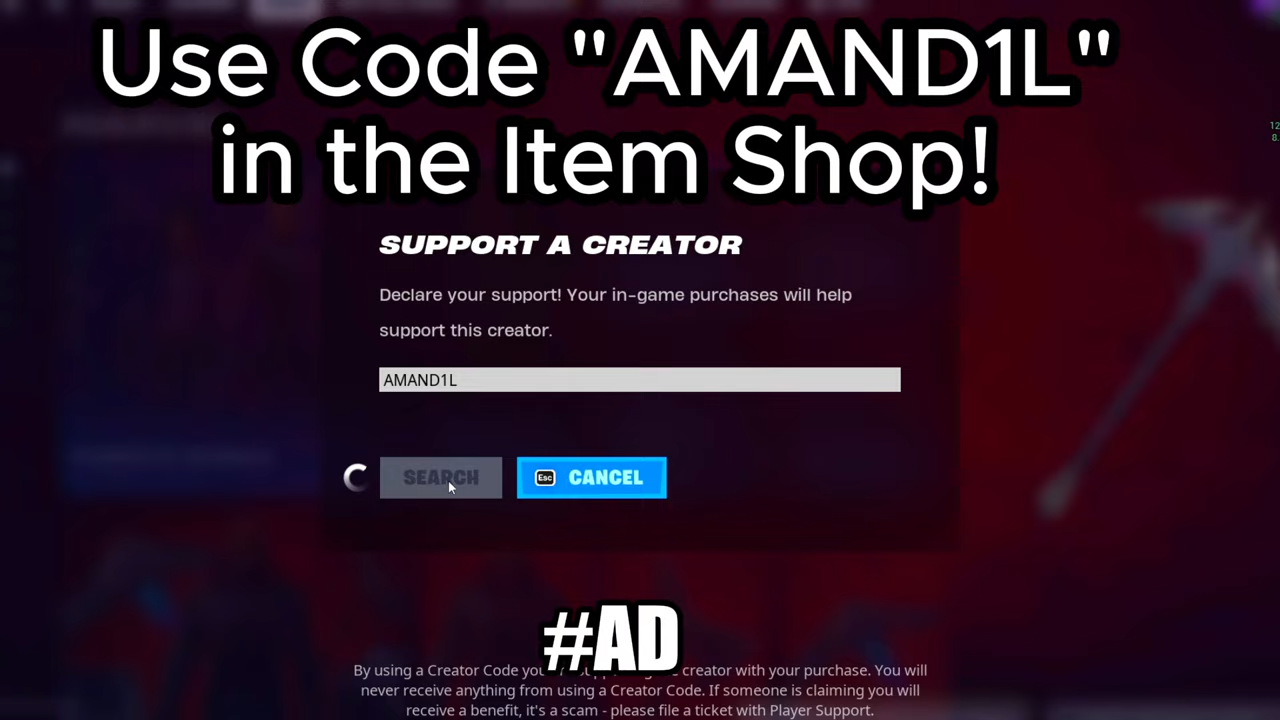 Use Code "AMAND1L"
in the Item Shop!
SUPPORT A CREATOR
Declare your support! Your in-game purchases will help
support this creator.
AMAND1L
SEARCH
Esc CANCEL
#AD
By using a Creator Code you creator with your purchase. You will
never receive anything from using a Creator Code. If someone is claiming you will
receive a benefit, it's a scam - please file a ticket with Player Support.